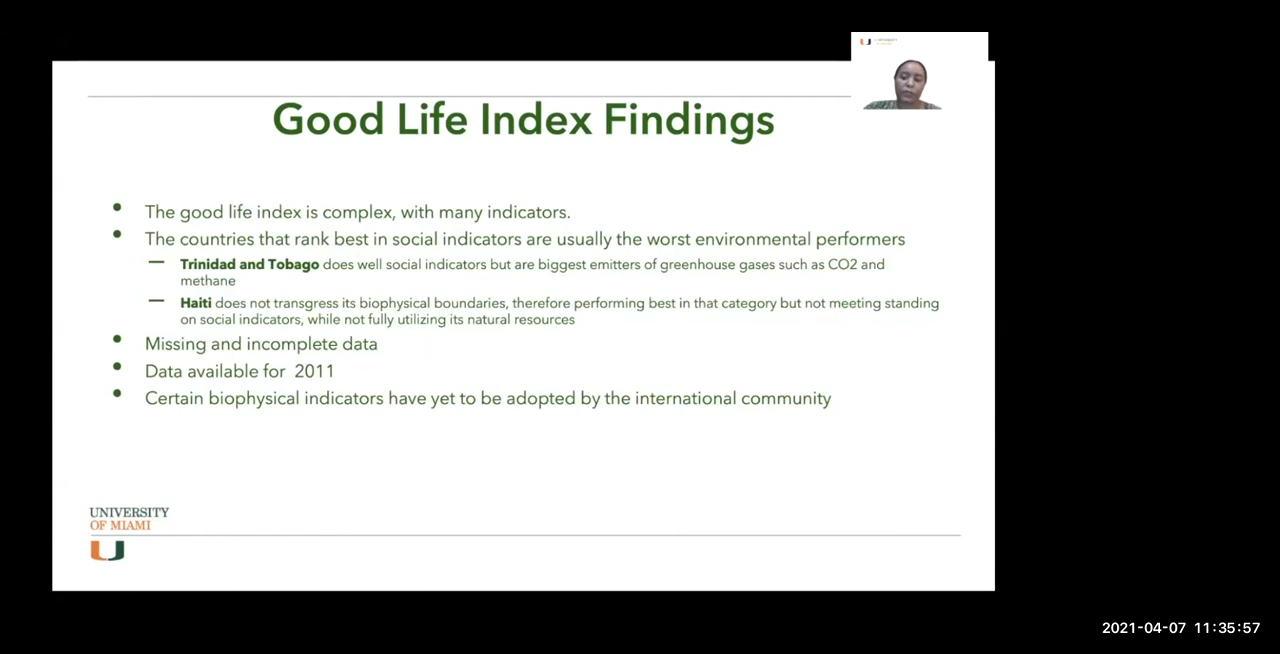 Good Life Index Findings
• The good life index is complex, with many indicators.
• The countries that rank best in social indicators are usually the worst environmental performers
— Trinidad and Tobago does well social indicators but are biggest emitters of greenhouse gases such as CO2 and
methane
— Haiti does not transgress its biophysical boundaries, therefore performing best in that category but not meeting standing
on social indicators, while not fully utilizing its natural resources
• Missing and incomplete data
• Data available for  2011
• Certain biophysical indicators have yet to be adopted by the international community
UNIVERSITY
OF MIAMI
2021-04-07 11:35:57